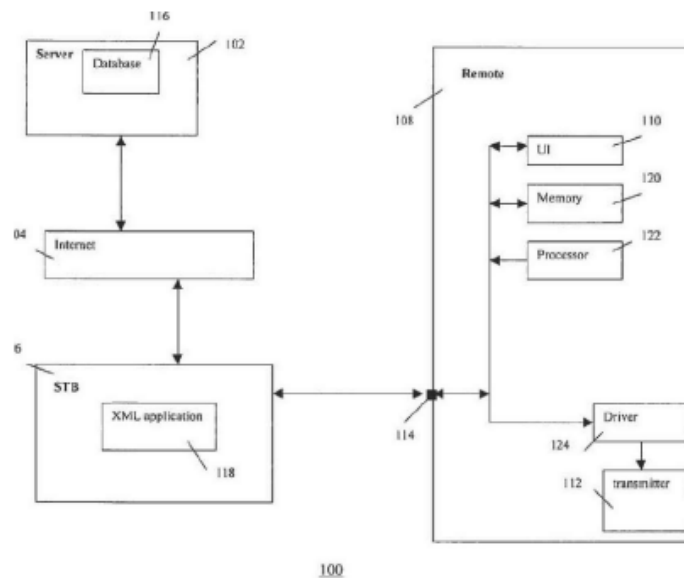 116
Server
102
Database
Remote
108
110
UI
120
Memory
122
Processor
04
Internet
6
STB
XML application
118
114
Driver
124
112
transmitter
100